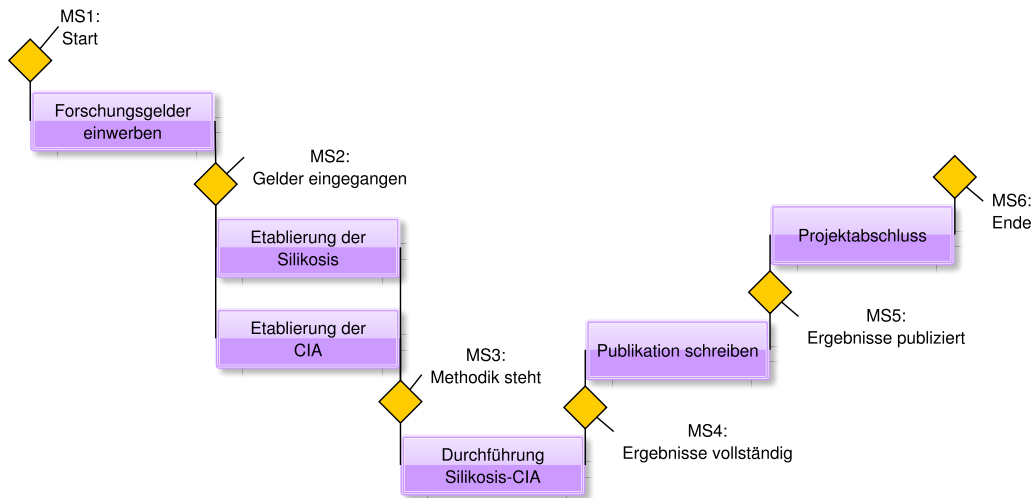 MS1:
Start
Forschungsgelder
einwerben
MS2:
Gelder eingegangen
Etablierung der
Silikosis
Etablierung der
CIA
MS3:
Methodik steht
Durchführung
Silikosis-CIA
MS4:
Ergebnisse vollständig
Publikation schreiben
MS5:
Ergebnisse publiziert
Projektabschluss
MS6:
Ende